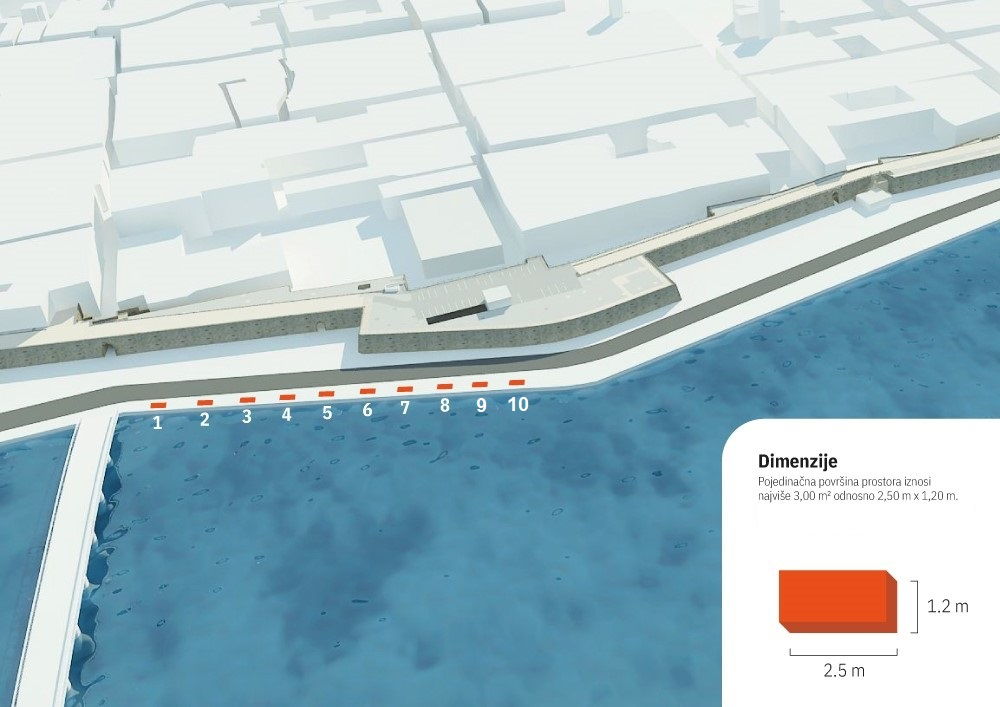 1 2 3 4 5 6 7 8 9 10
Dimenzije
Pojedinačna površina prostora iznosi
najviše 3,00 m² odnosno 2,50 m x 1,20 m.
1.2 m
2.5 m